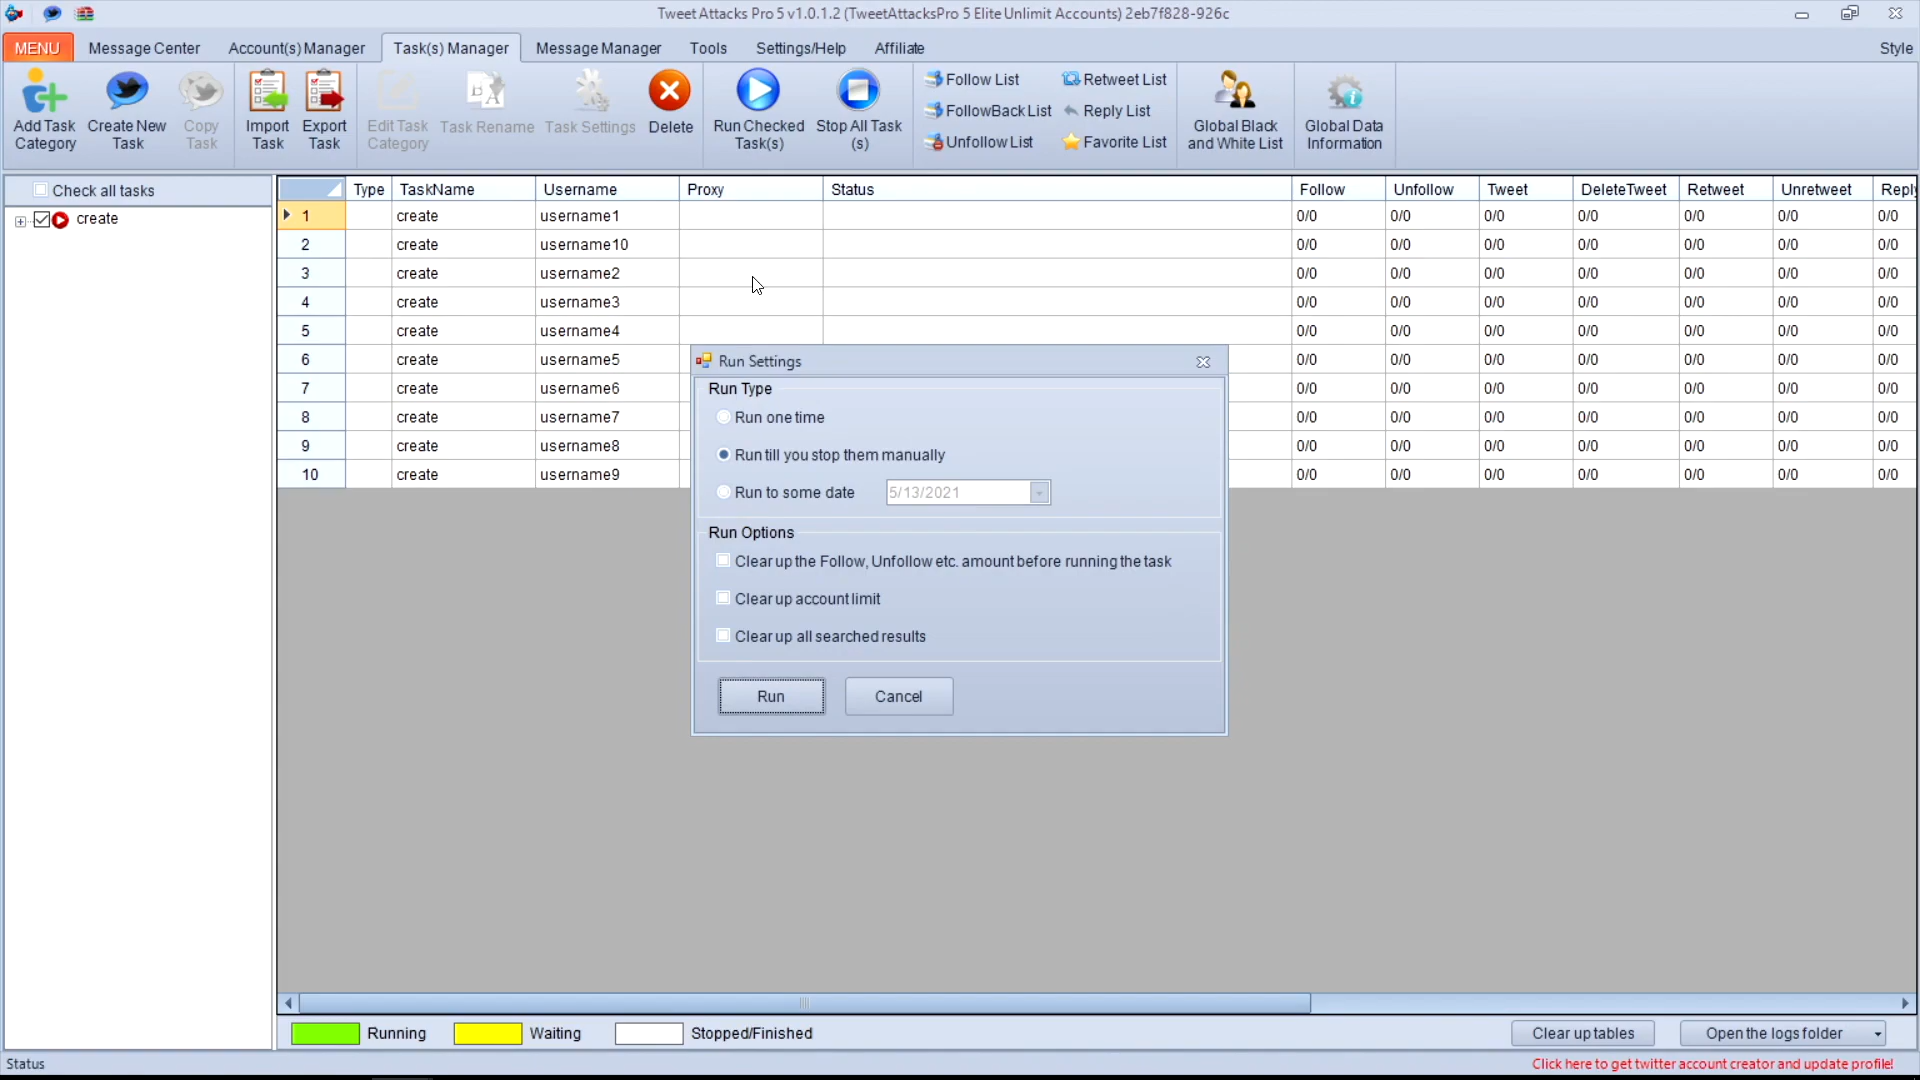 Tweet Attacks Pro 5 v1.0.1.2 (TweetAttacksPro 5 Elite Unlimit Accounts) 2eb7f828-926c
MENU Message Center Account(s) Manager Task(s) Manager Message Manager Tools Settings/Help Affiliate Style
Add Task Category
Create New Task
Copy Task
Import Task
Export Task
Edit Task Category
Task Rename
Task Settings
Delete
Run Checked Task(s)
Stop All Task (s)
Follow List
Retweet List
FollowBack List
Reply List
Unfollow List
Favorite List
Global Black and White List
Global Data Information
Check all tasks
create
Type TaskName Username Proxy Status Follow Unfollow Tweet DeleteTweet Retweet Unretweet Reply
1 create username1 0/0 0/0 0/0 0/0 0/0 0/0 0/0
2 create username10 0/0 0/0 0/0 0/0 0/0 0/0 0/0
3 create username2 0/0 0/0 0/0 0/0 0/0 0/0 0/0
4 create username3 0/0 0/0 0/0 0/0 0/0 0/0 0/0
5 create username4 0/0 0/0 0/0 0/0 0/0 0/0 0/0
6 create username5 0/0 0/0 0/0 0/0 0/0 0/0 0/0
7 create username6 0/0 0/0 0/0 0/0 0/0 0/0 0/0
8 create username7 0/0 0/0 0/0 0/0 0/0 0/0 0/0
9 create username8 0/0 0/0 0/0 0/0 0/0 0/0 0/0
10 create username9 0/0 0/0 0/0 0/0 0/0 0/0 0/0
Run Settings
Run Type
Run one time
Run till you stop them manually
Run to some date 5/13/2021
Run Options
Clear up the Follow, Unfollow etc. amount before running the task
Clear up account limit
Clear up all searched results
Run Cancel
Running Waiting Stopped/Finished Clear up tables Open the logs folder
Status Click here to get twitter account creator and update profile!